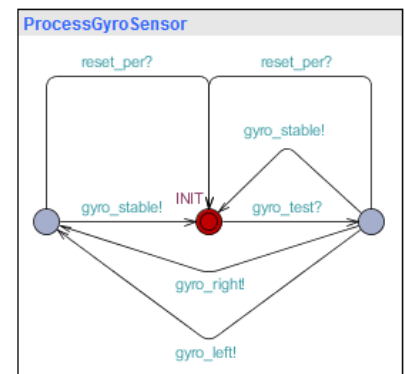 ProcessGyroSensor
reset_per?
reset_per?
gyro_stable!
INIT
gyro_stable!
gyro_test?
gyro_right!
gyro_left!